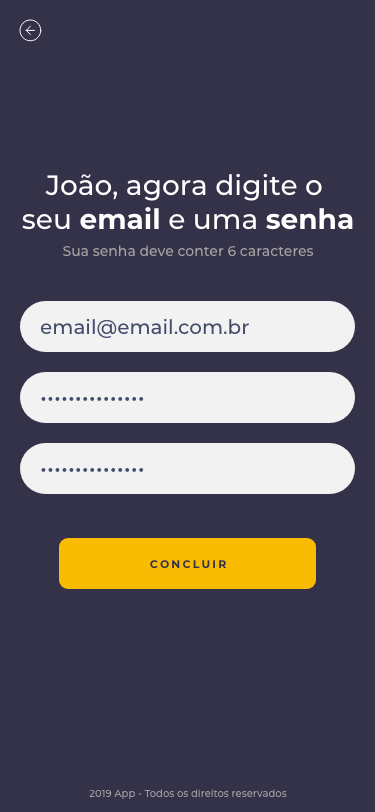 João, agora digite o
seu email e uma senha
Sua senha deve conter 6 caracteres
email@email.com.br
•••••••••••••••
•••••••••••••••
CONCLUIR
2019 App - Todos os direitos reservados